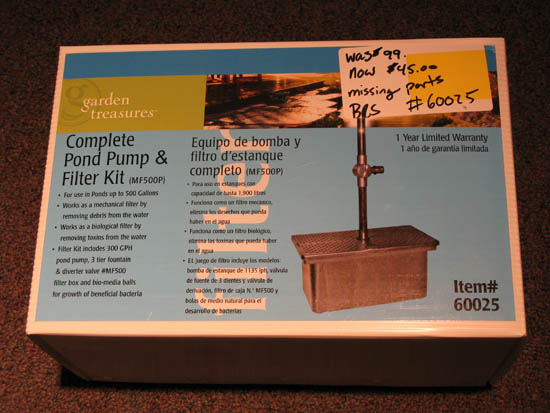 was $ 99.
now $45.00
missing parts
BRS #60025
garden
treasures™
Complete
Pond Pump &
Filter Kit (MF500P)
• For use in Ponds up to 500 Gallons
• Works as a mechanical filter by
removing debris from the water
• Works as a biological filter by
removing toxins from the water
• Filter Kit includes 300 GPH
pond pump, 3 tier fountain
& diverter value #MF500
filter box and bio-media balls
for growth of beneficial bacteria
Equipo de bomba y
filtro d'estanque
completo (MF500P)
• Para uso en estanques con
capacidad de hasta 1.900 litros
• Funciona como un filtro mecánico,
elimina los desechos que pueda
haber en el agua
• Funciona como un filtro biológico,
elimina las toxinas que pueda haber
en el agua
• EL juego de filtro incluye los modelos:
bomba de estanque de 1135 lph, válvula
de fuente de 3 dientes y válvula de
derivación, filtro de caja N.° MF500 y
bolas de medio natural para el
desarrollo de bacterias
1 Year Limited Warranty
1 año de garantía limitada
Item#
60025